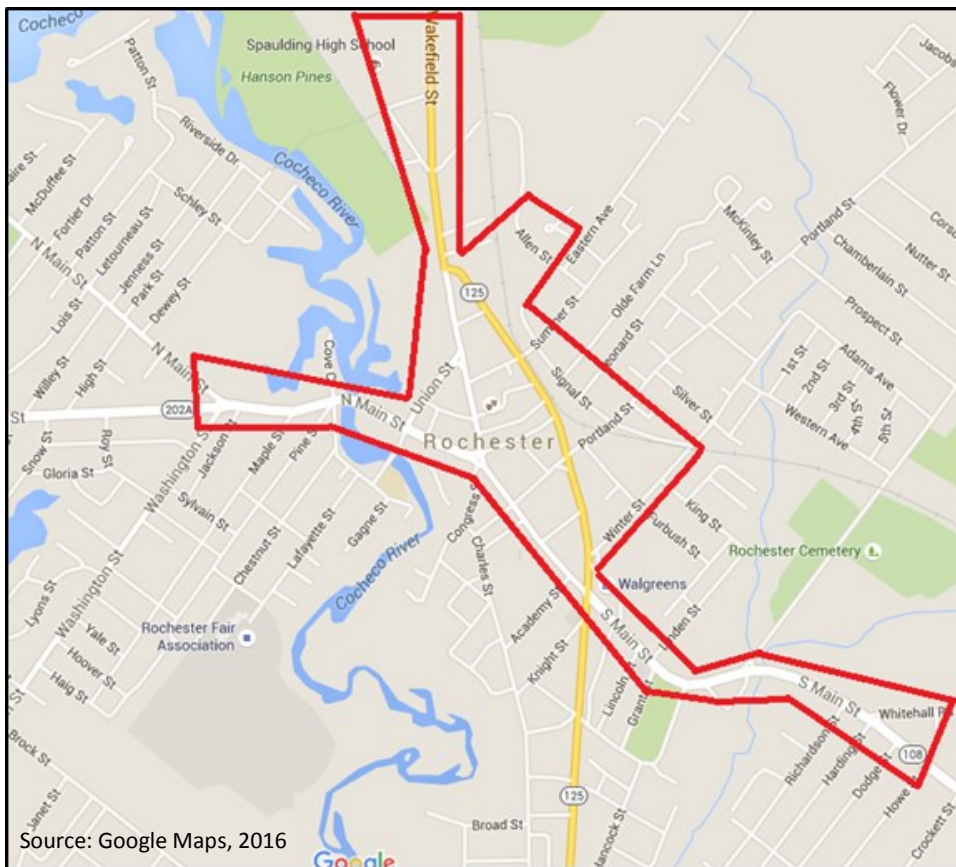 Cocheco
Cocheco R
Spaulding High School
Hanson Pines
Wakefield St
Patton St
Riverside Dr
Jacobs
Flower Dr
McDuffee St
Fortier Dr
Patton St
Letourneau St
Schley St
Cocheco River
N Main St
Jenness St
Park St
Dewey St
Lois St
Allen St
Eastern Ave
McKinley St
Portland St
Corso
Nutter St
Chamberlain St
Olde Farm Ln
125
Summer St
Prospect St
Willey St
High St
N Main St
Cove C
Union St
Leonard St
1st St
2nd St
3rd St
4th St
5th St
Adams Ave
Western Ave
Signal St
Silver St
St
202A
N Main St
Rochester
Portland St
Snow St
Roy St
Gloria St
Washington St
Jackson
Maple St
Pine S
Sylvain St
Congress S
Charles St
Winter St
King St
Furbush St
Chestnut St
Lafayette St
Gagne St
Rochester Cemetery
Lyons St
Washington St
Cocheco River
Walgreens
Academy St
Linden St
S Main St
Rochester Fair
Association
Yale St
Hoover St
Haig St
Knight St
Lincoln
Grant
S Main St
Whitehall R
Richardson St
Harding St
Dodge St
108
Howe
Crockett St
n St
Brock St
Janet St
125
Broad St
Hancock St
Source: Google Maps, 2016
Google